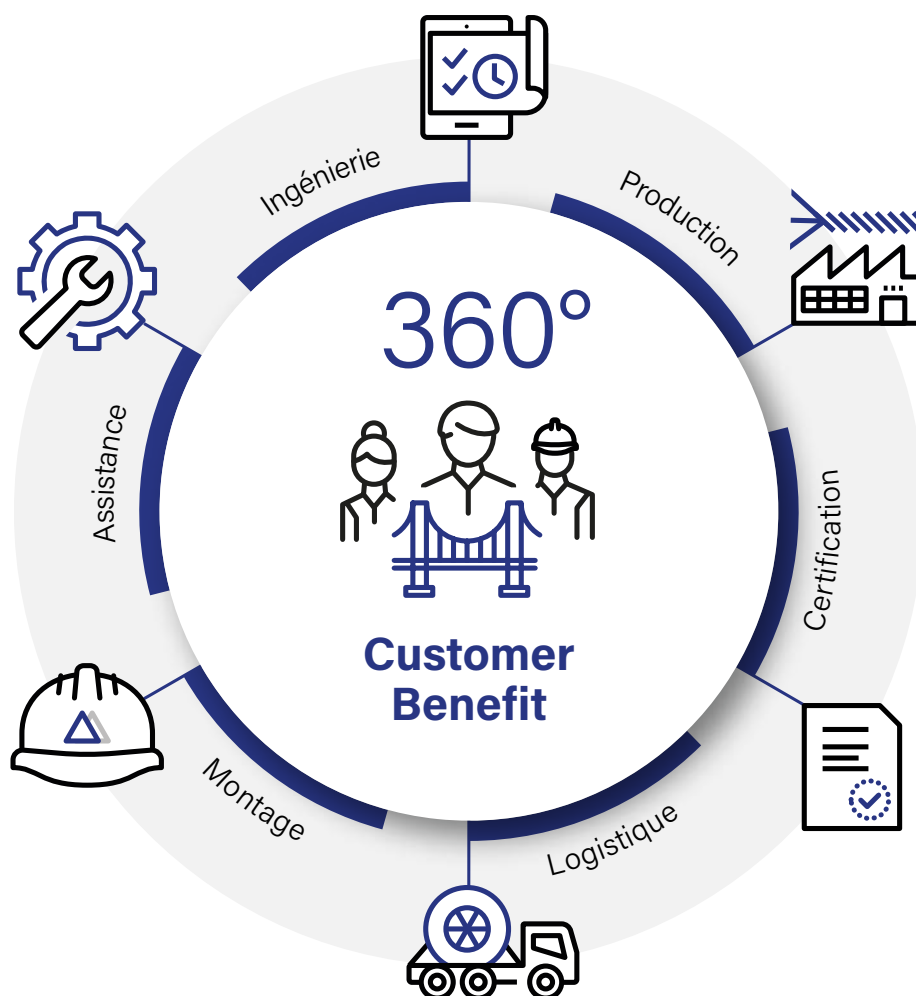 360°
Customer
Benefit
Ingénierie
Production
Certification
Logistique
Montage
Assistance